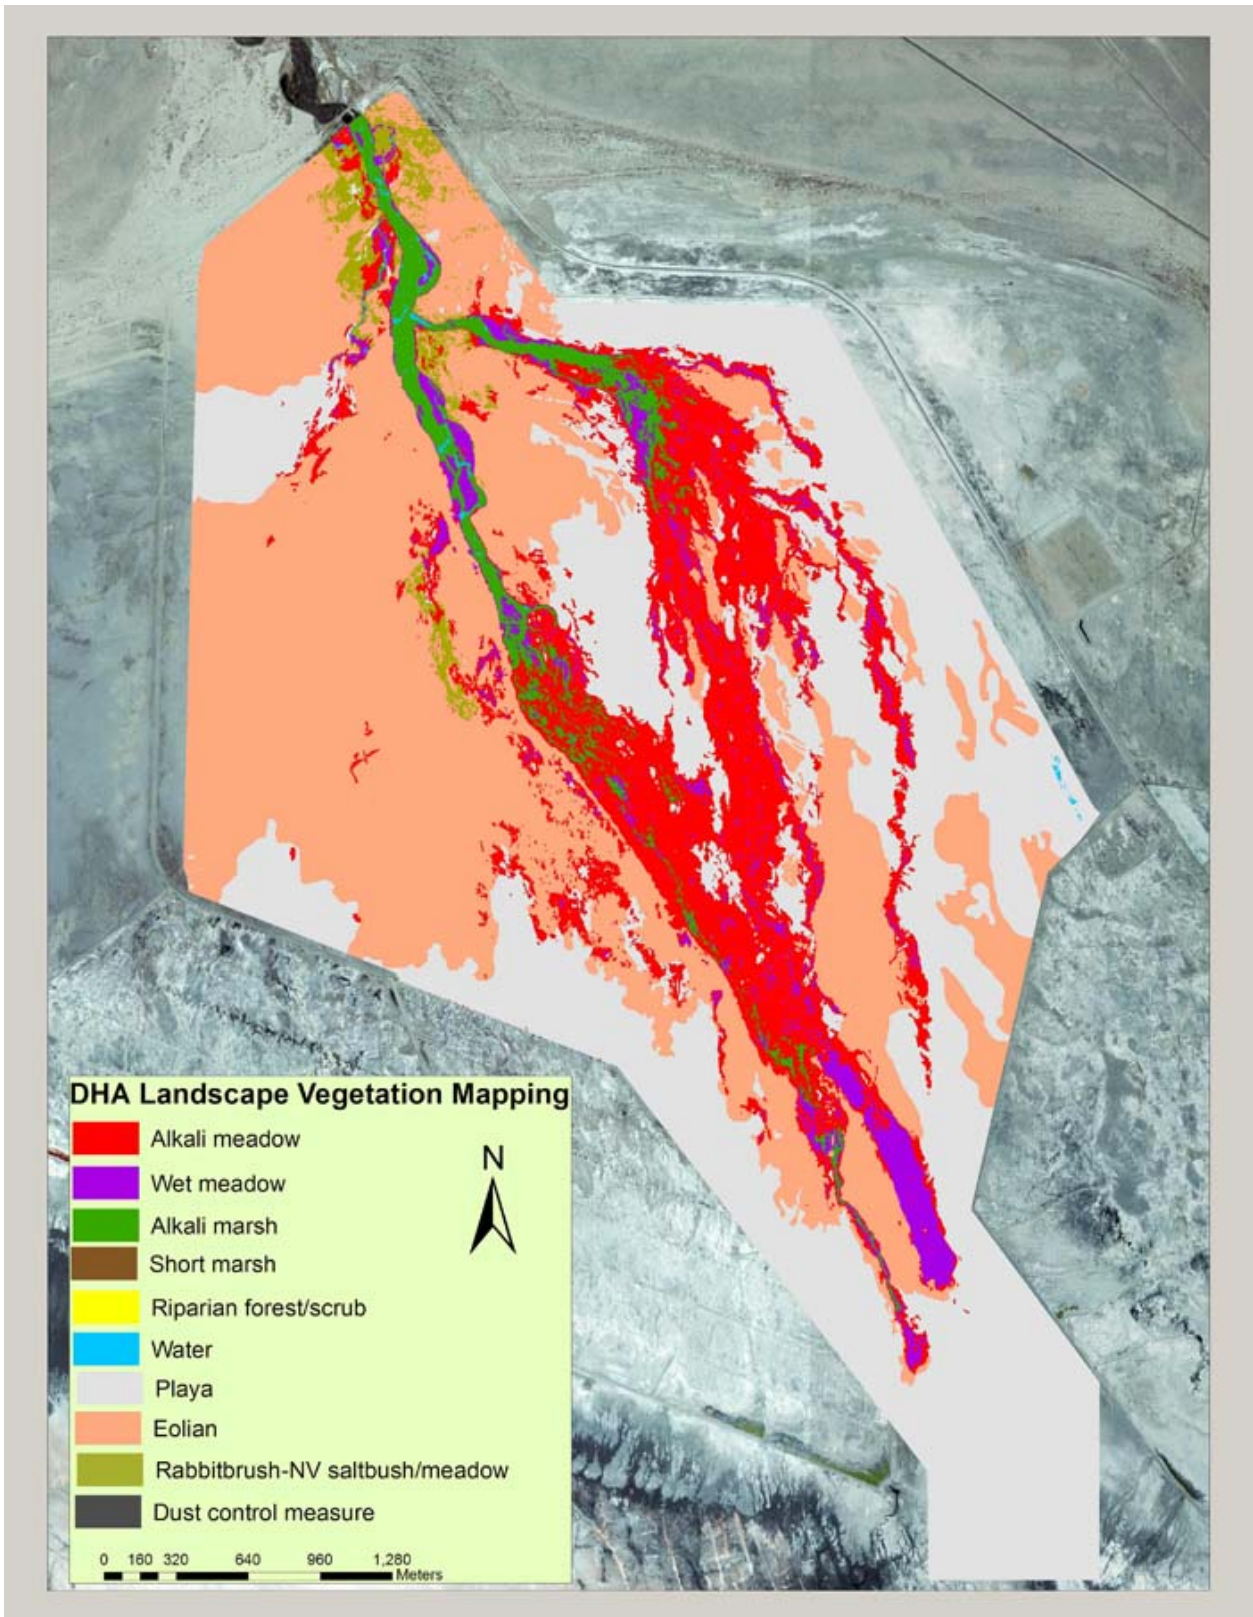 DHA Landscape Vegetation Mapping
Alkali meadow
Wet meadow
Alkali marsh
Short marsh
Riparian forest/scrub
Water
Playa
Eolian
Rabbitbrush-NV saltbush/meadow
Dust control measure
N
0 160 320 640 960 1,280
Meters